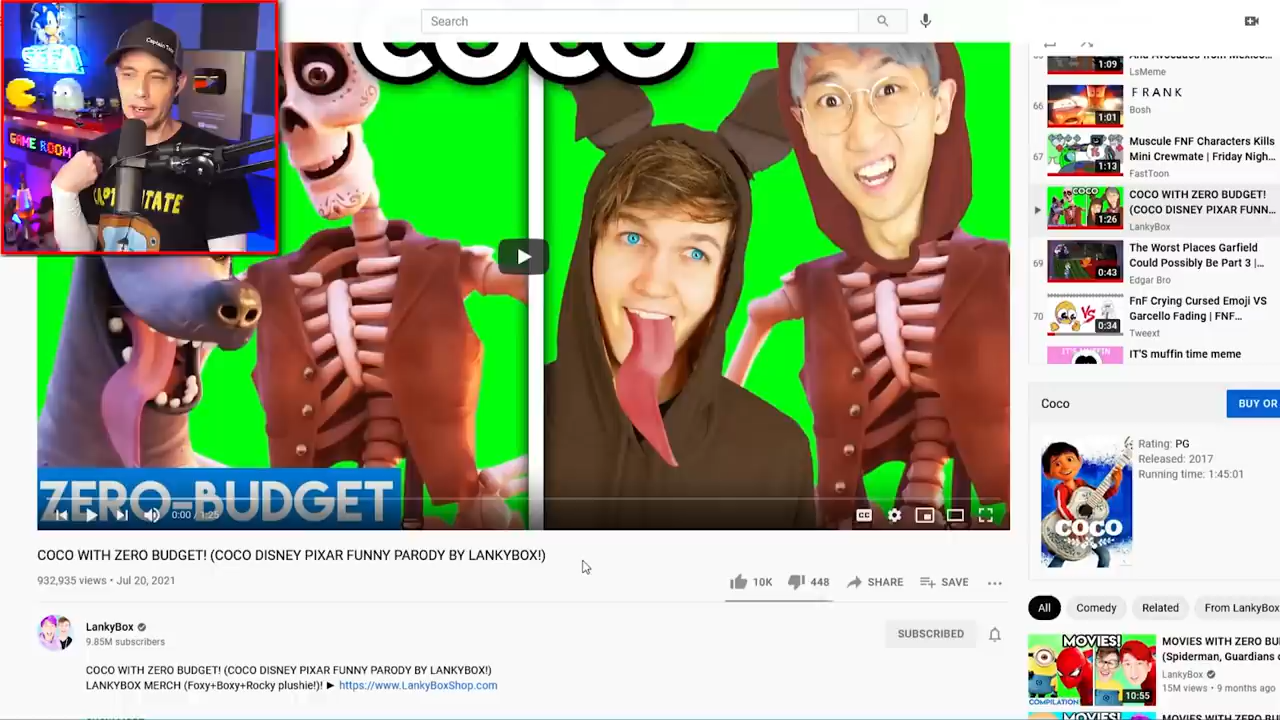 Search
Captain Tate
SEGA
GAME ROOM
TATE
COCO
ZERO-BUDGET
0:00 / 1:25
CC
1:09
LsMeme
66
FRANK
Bosh
1:01
67
Muscule FNF Characters Kills
Mini Crewmate | Friday Nigh...
FastToon
1:13
COCO WITH ZERO BUDGET!
(COCO DISNEY PIXAR FUNN...
LankyBox
1:26
69
The Worst Places Garfield
Could Possibly Be Part 3 |...
Edgar Bro
0:43
70
FnF Crying Cursed Emoji VS
Garcello Fading | FNF...
Tweext
0:34
IT'S muffin time meme
COCO WITH ZERO BUDGET! (COCO DISNEY PIXAR FUNNY PARODY BY LANKYBOX!)
932,935 views • Jul 20, 2021
10K
448
SHARE
SAVE
LankyBox
9.85M subscribers
SUBSCRIBED
COCO WITH ZERO BUDGET! (COCO DISNEY PIXAR FUNNY PARODY BY LANKYBOX!)
LANKYBOX MERCH (Foxy+Boxy+Rocky plushie!)! ► https://www.LankyBoxShop.com
Coco
BUY OR
COCO
Rating: PG
Released: 2017
Running time: 1:45:01
All
Comedy
Related
From LankyBox
MOVIES!
COMPILATION
10:55
MOVIES WITH ZERO BU
(Spiderman, Guardians o
LankyBox
15M views • 9 months ago